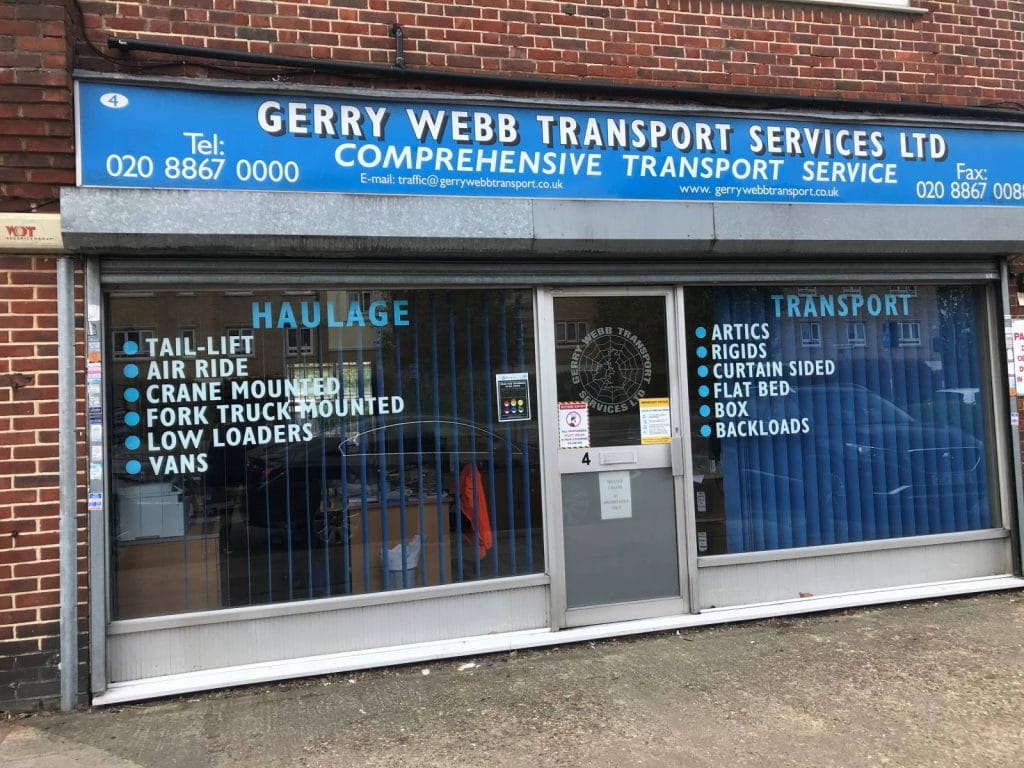 4
GERRY WEBB TRANSPORT SERVICES LTD
COMPREHENSIVE TRANSPORT SERVICE
Tel:
020 8867 0000
E-mail: traffic@gerrywebbtransport.co.uk
www. gerrywebbtransport.co.uk
Fax:
020 8867 008
HAULAGE
TAIL-LIFT
AIR RIDE
CRANE MOUNTED
FORK TRUCK MOUNTED
LOW LOADERS
VANS
GERRY WEBB TRANSPORT
SERVICES LTD
4
TRANSPORT
ARTICS
RIGIDS
CURTAIN SIDED
FLAT BED
BOX
BACKLOADS